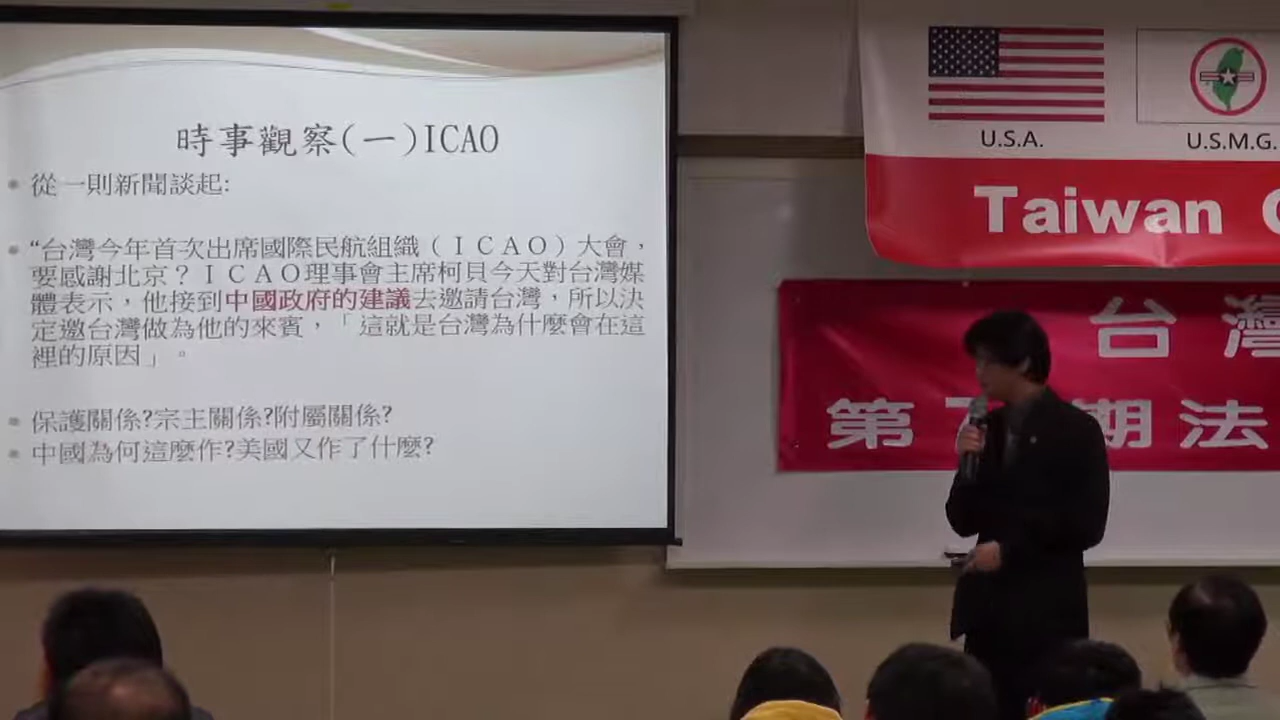 時事觀察(一)ICAO
從一則新聞談起:
“台灣今年首次出席國際民航組織（ＩＣＡＯ）大會，
要感謝北京？ＩＣＡＯ理事會主席柯貝今天對台灣媒
體表示，他接到中國政府的建議去邀請台灣，所以決
定邀台灣做為他的來賓，「這就是台灣為什麼會在這
裡的原因」。
保護關係?宗主關係?附屬關係?
中國為何這麼作?美國又作了什麼?
U.S.A.
U.S.M.G.
Taiwan
台灣
第 期法